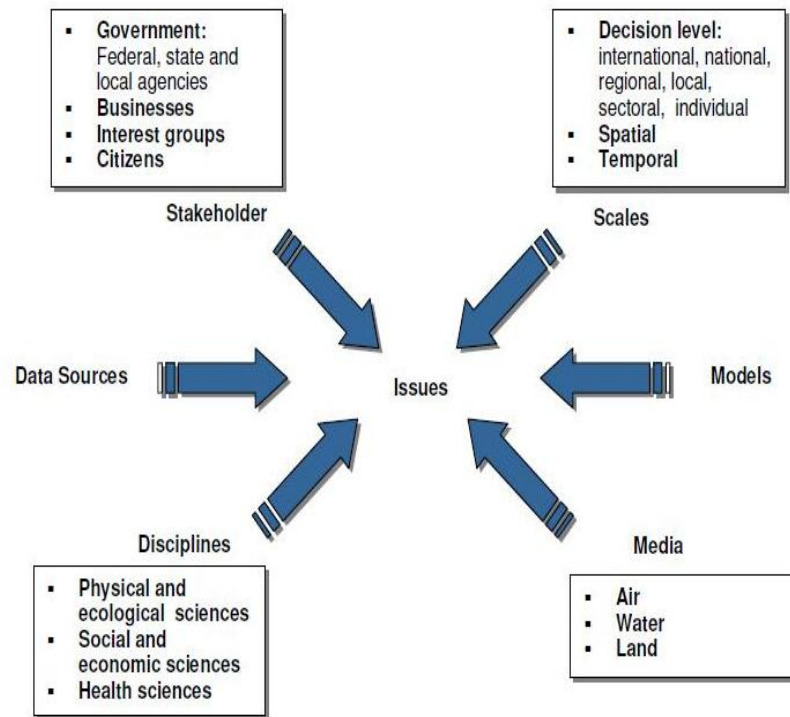 ▪ Government:
Federal, state and
local agencies
▪ Businesses
▪ Interest groups
▪ Citizens
Stakeholder
▪ Decision level:
international, national,
regional, local,
sectoral, individual
▪ Spatial
▪ Temporal
Scales
Data Sources
Issues
Models
Disciplines
▪ Physical and
ecological sciences
▪ Social and
economic sciences
▪ Health sciences
Media
▪ Air
▪ Water
▪ Land